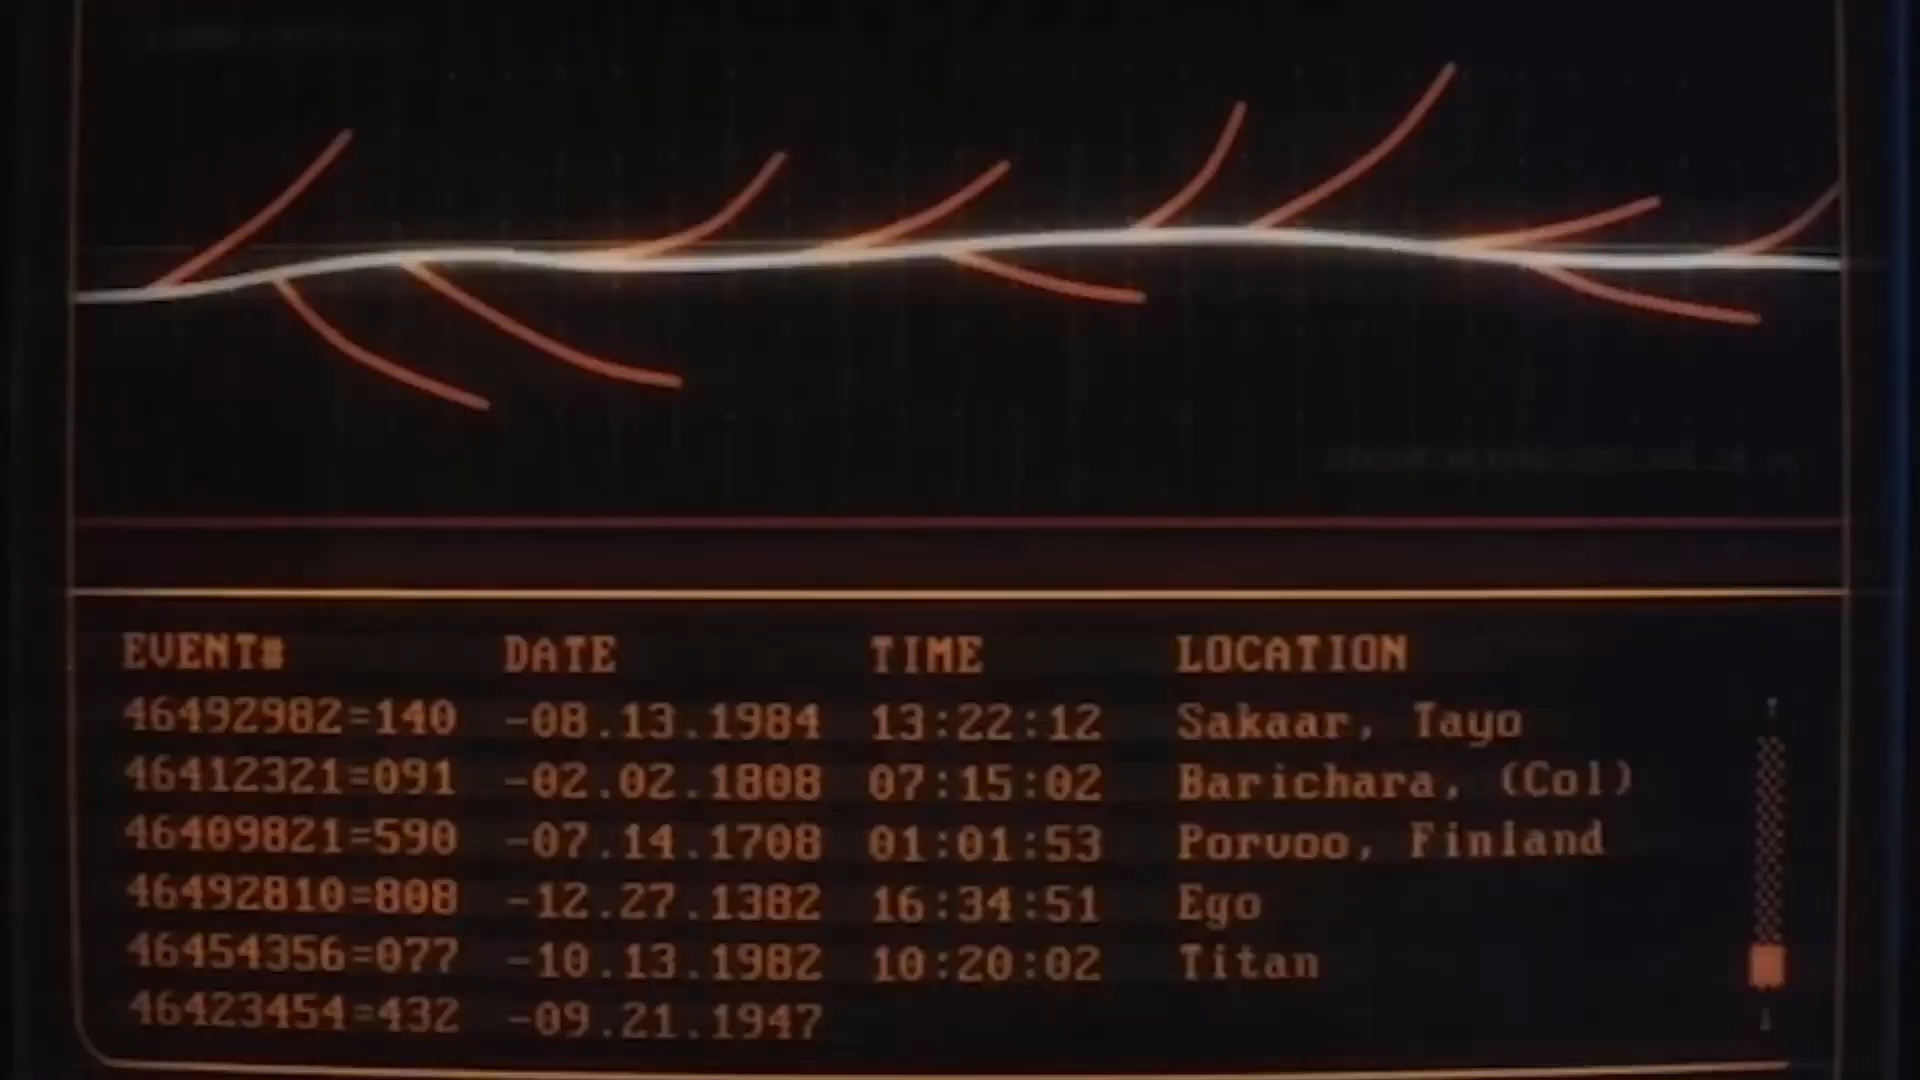 EVENT# DATE TIME LOCATION
46492982=140 -08.13.1984 13:22:12 Sakaar, Tayo
46412321=091 -02.02.1808 07:15:02 Barichara, (Col)
46409821=590 -07.14.1708 01:01:53 Porvoo, Finland
46492810=808 -12.27.1382 16:34:51 Ego
46454356=077 -10.13.1982 10:20:02 Titan
46423454=432 -09.21.1947